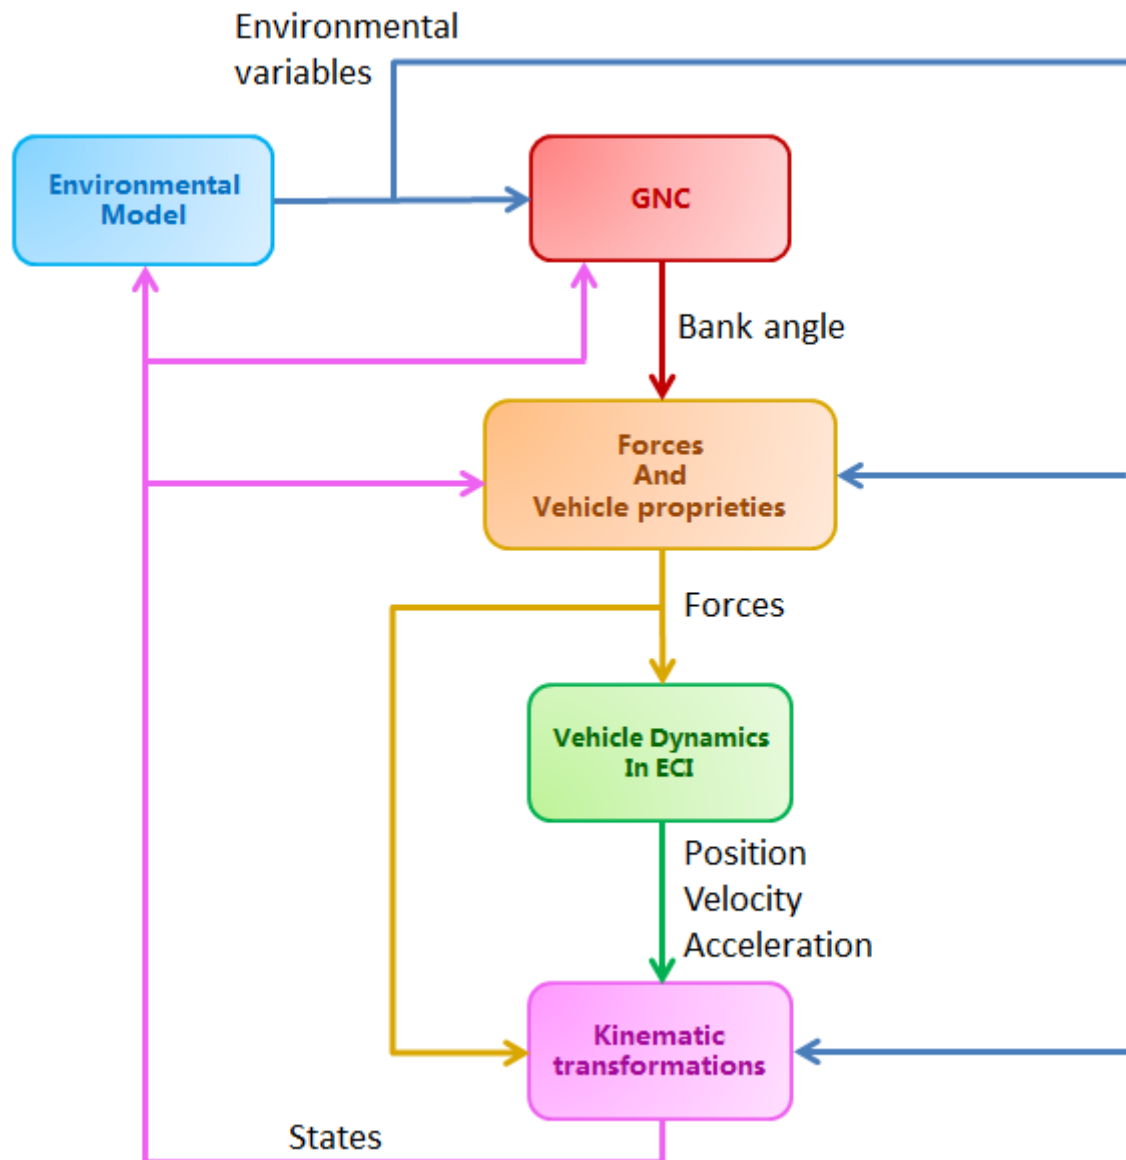 Environmental
variables
Environmental
Model
GNC
Bank angle
Forces
And
Vehicle proprieties
Forces
Vehicle Dynamics
In ECI
Position
Velocity
Acceleration
Kinematic
transformations
States